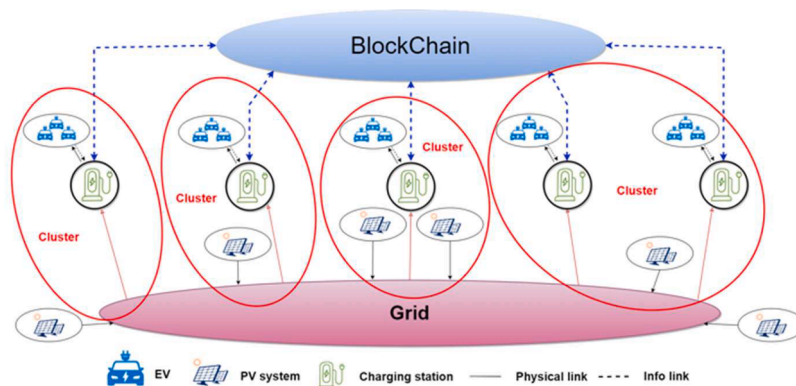 BlockChain
Cluster
Cluster
Cluster
Cluster
Grid
EV
PV system
Charging station
Physical link
Info link